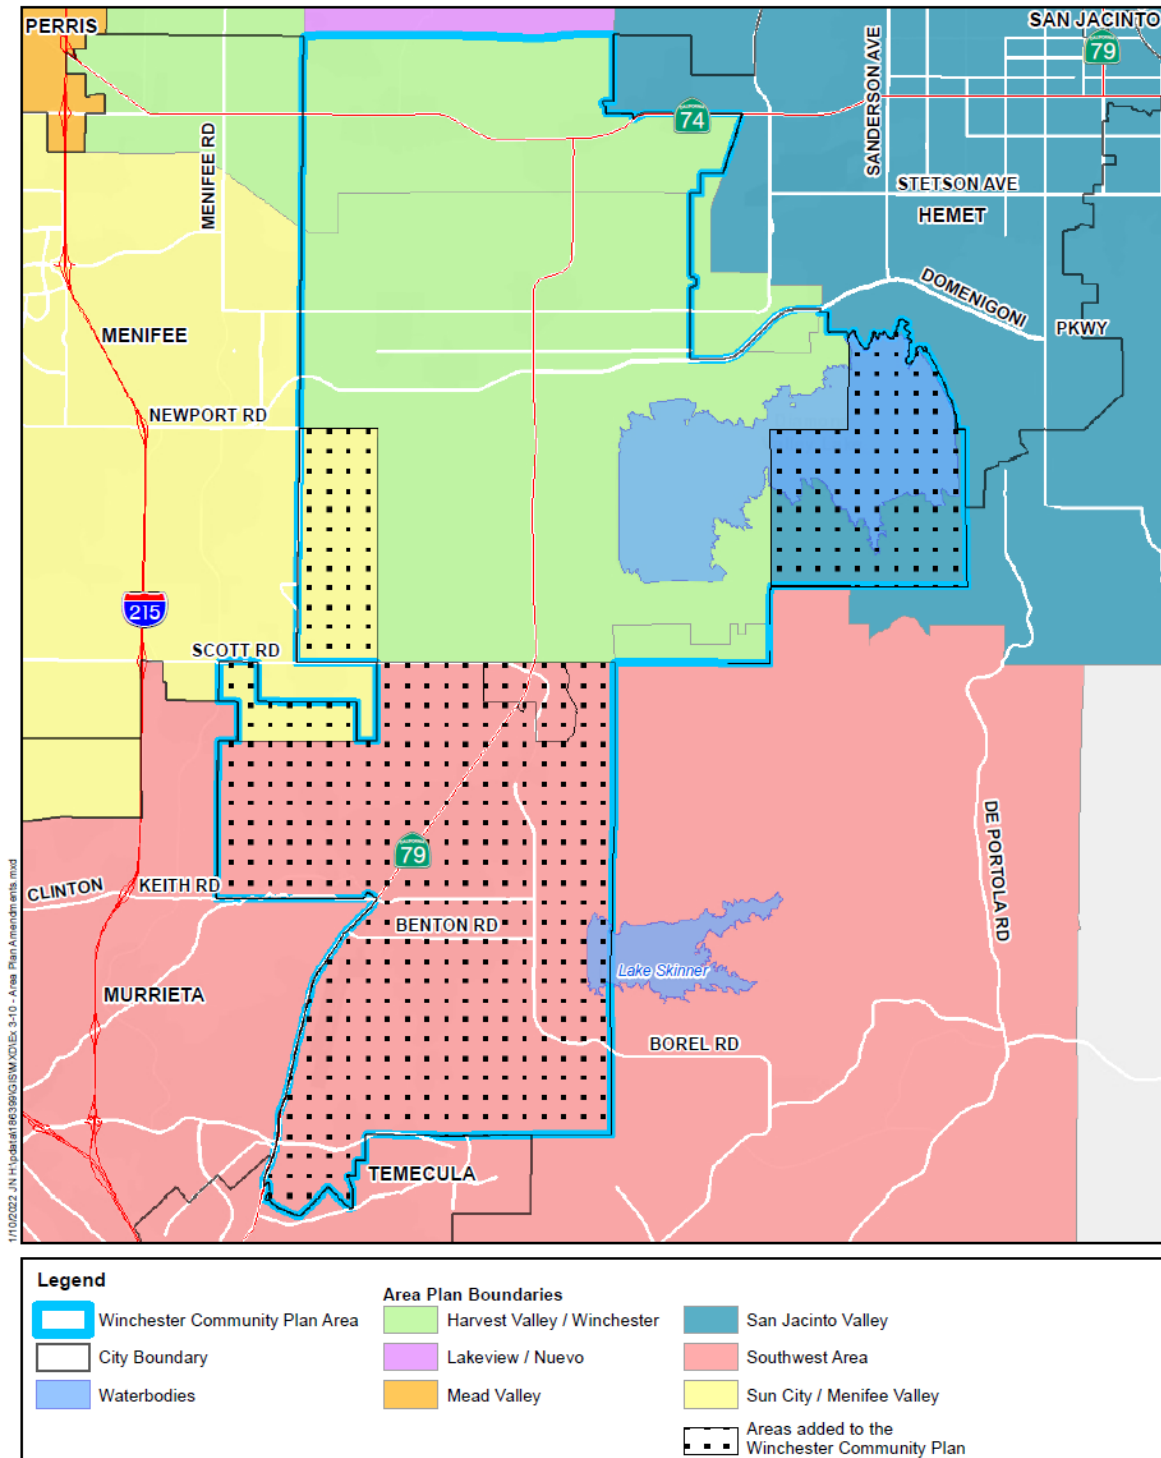 PERRIS
SAN JACINTO
79
CALIFORNIA
74
SANDERSON AVE
MENIFEE RD
STETSON AVE
HEMET
DOMENIGONI
PKWY
MENIFEE
NEWPORT RD
215
SCOTT RD
CALIFORNIA
79
DE PORTOLA RD
CLINTON
KEITH RD
BENTON RD
Lake Skinner
MURRIETA
BOREL RD
TEMECULA
Legend
Winchester Community Plan Area
City Boundary
Waterbodies
Area Plan Boundaries
Harvest Valley / Winchester
Lakeview / Nuevo
Mead Valley
San Jacinto Valley
Southwest Area
Sun City / Menifee Valley
Areas added to the
Winchester Community Plan